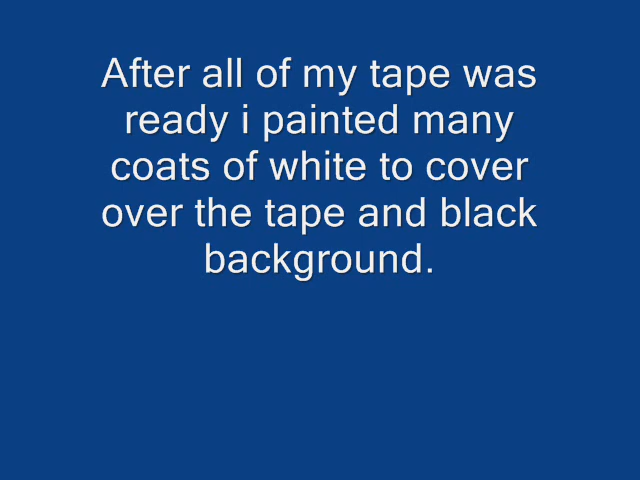 After all of my tape was
ready i painted many
coats of white to cover
over the tape and black
background.